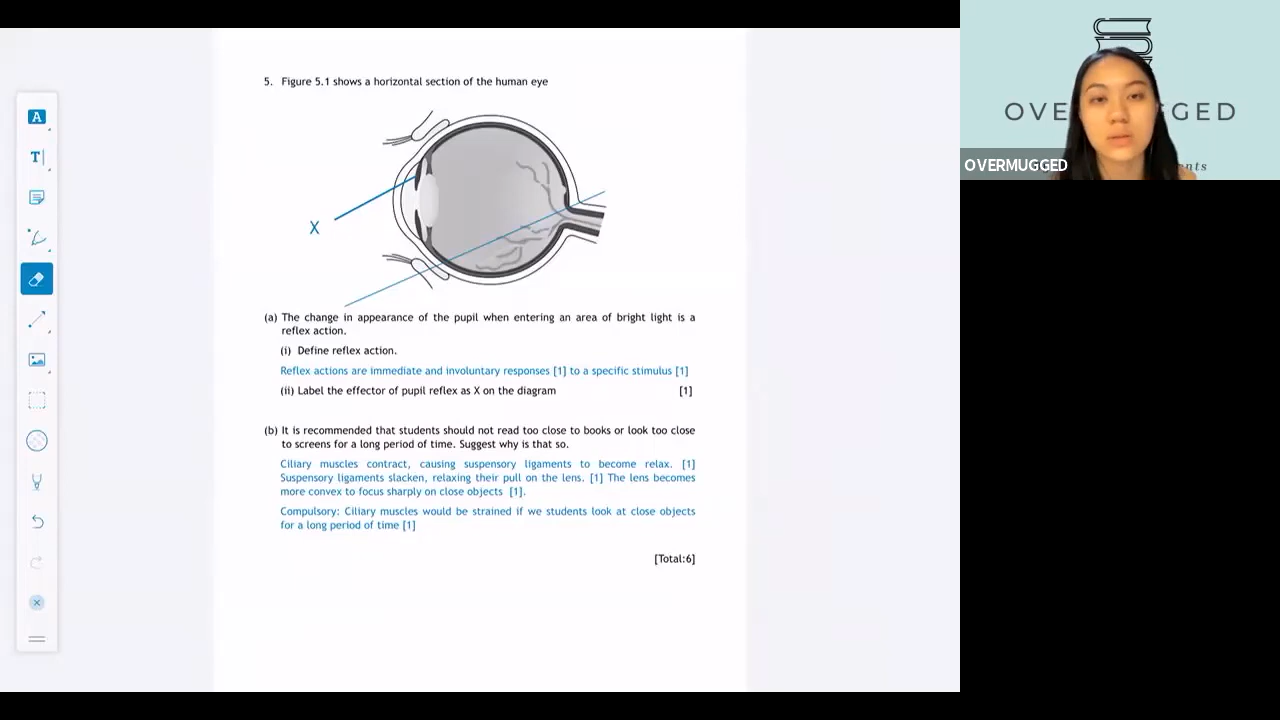 5. Figure 5.1 shows a horizontal section of the human eye
X
(a) The change in appearance of the pupil when entering an area of bright light is a
reflex action.
(i) Define reflex action.
Reflex actions are immediate and involuntary responses [1] to a specific stimulus [1]
(ii) Label the effector of pupil reflex as X on the diagram [1]
(b) It is recommended that students should not read too close to books or look too close
to screens for a long period of time. Suggest why is that so.
Ciliary muscles contract, causing suspensory ligaments to become relax. [1]
Suspensory ligaments slacken, relaxing their pull on the lens. [1] The lens becomes
more convex to focus sharply on close objects [1].
Compulsory: Ciliary muscles would be strained if we students look at close objects
for a long period of time [1]
[Total:6]
A
T
OVE GED
nts
OVERMUGGED